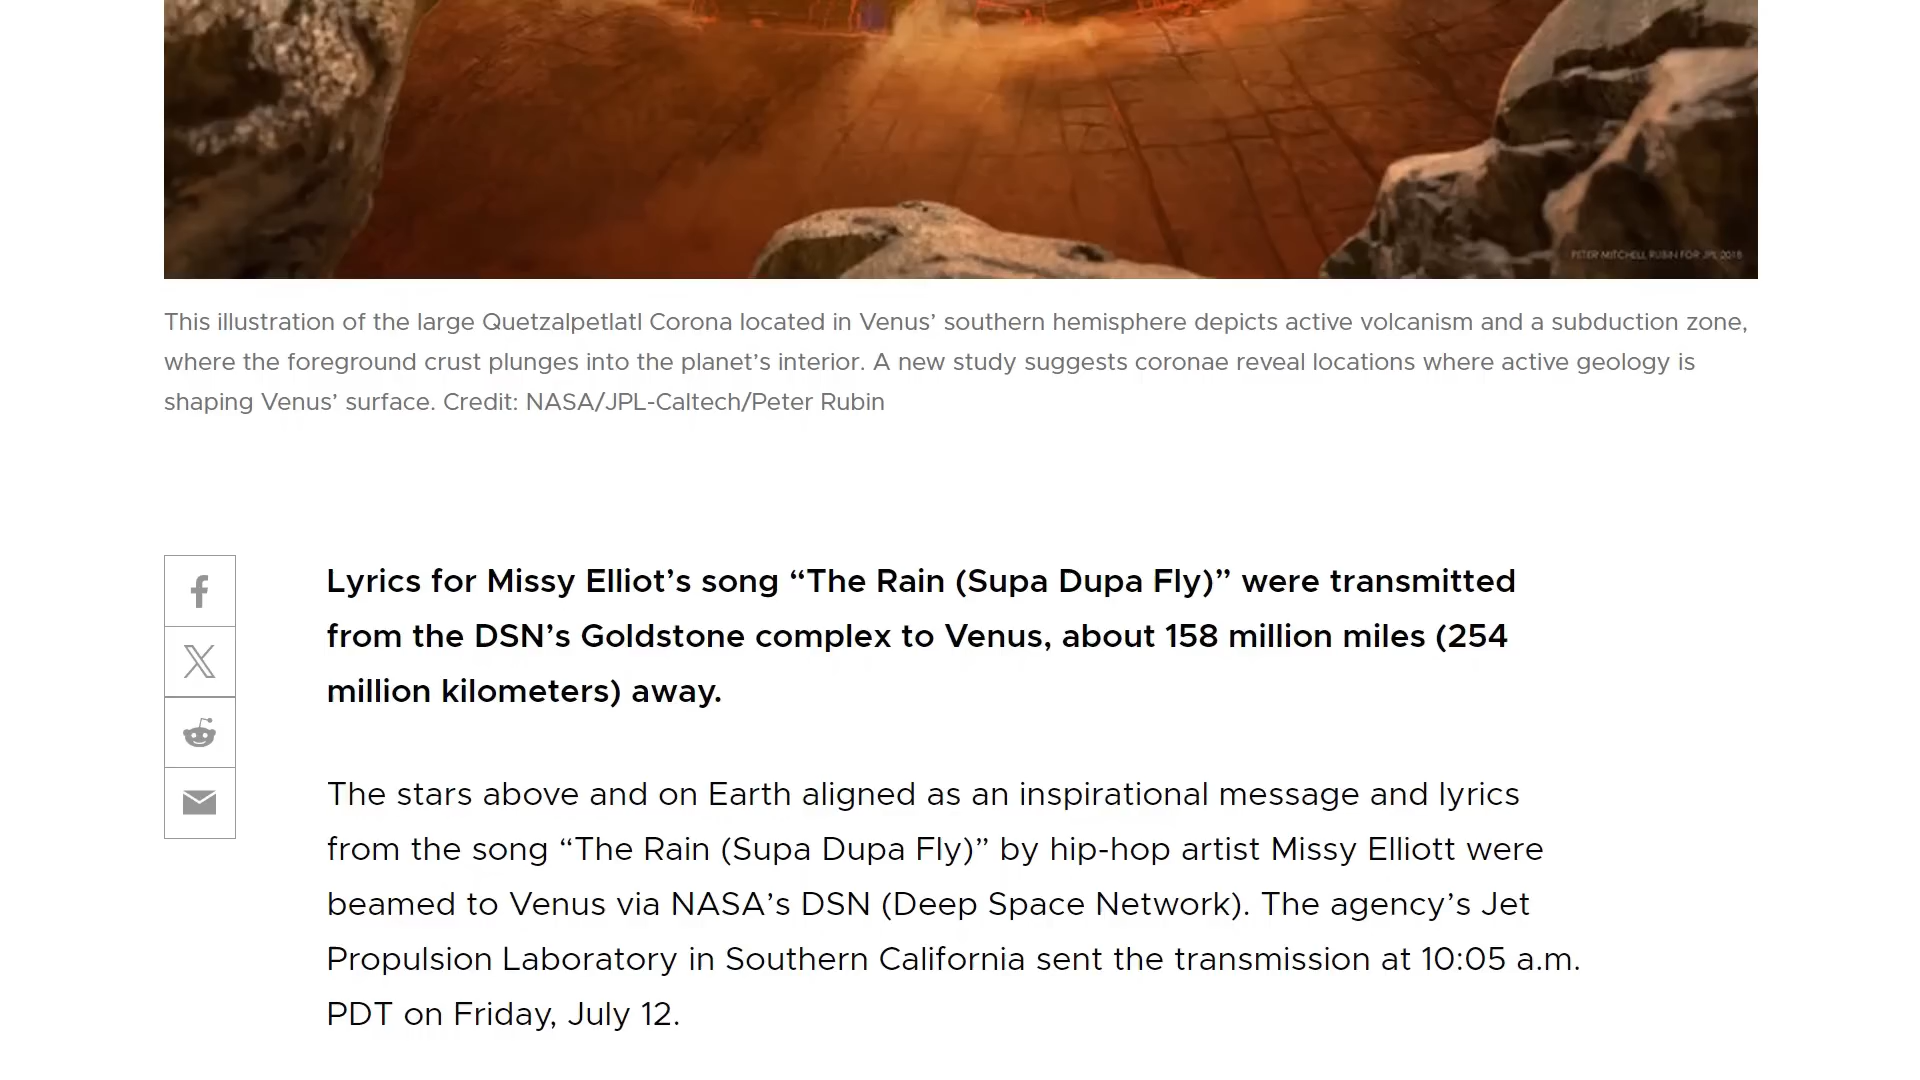 PETER MITCHELL RUBIN FOR JPL 2018
This illustration of the large Quetzalpetlatl Corona located in Venus’ southern hemisphere depicts active volcanism and a subduction zone,
where the foreground crust plunges into the planet’s interior. A new study suggests coronae reveal locations where active geology is
shaping Venus’ surface. Credit: NASA/JPL-Caltech/Peter Rubin
Lyrics for Missy Elliot’s song “The Rain (Supa Dupa Fly)” were transmitted
from the DSN’s Goldstone complex to Venus, about 158 million miles (254
million kilometers) away.
The stars above and on Earth aligned as an inspirational message and lyrics
from the song “The Rain (Supa Dupa Fly)” by hip-hop artist Missy Elliott were
beamed to Venus via NASA’s DSN (Deep Space Network). The agency’s Jet
Propulsion Laboratory in Southern California sent the transmission at 10:05 a.m.
PDT on Friday, July 12.